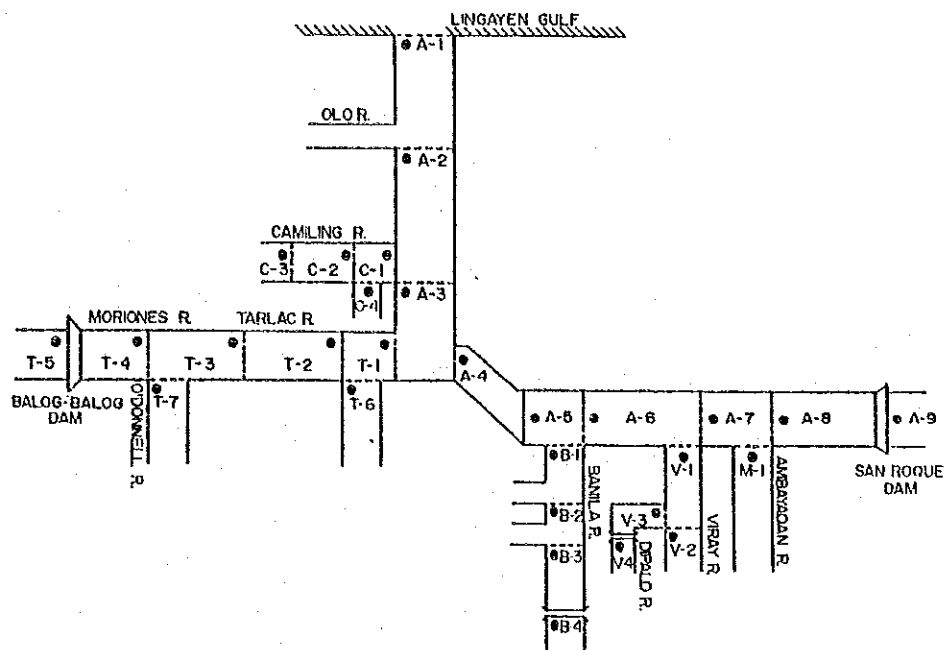 LINGAYEN GULF
A-1
OLO R.
A-2
CAMILING R.
C-3
C-2
C-1
C-4
A-3
MORIONES R.
TARLAC R.
T-5
T-4
T-3
T-2
T-1
A-4
BALOG-BALOG
DAM
O'DONNELL R.
T-7
T-6
A-5
A-6
A-7
A-8
A-9
B-1
BANILA R.
V-1
M-1
AMBAYAOAN R.
SAN ROQUE
DAM
B-2
V-3
V-2
VIRAY R.
B-3
V4
DIPALO R.
B4